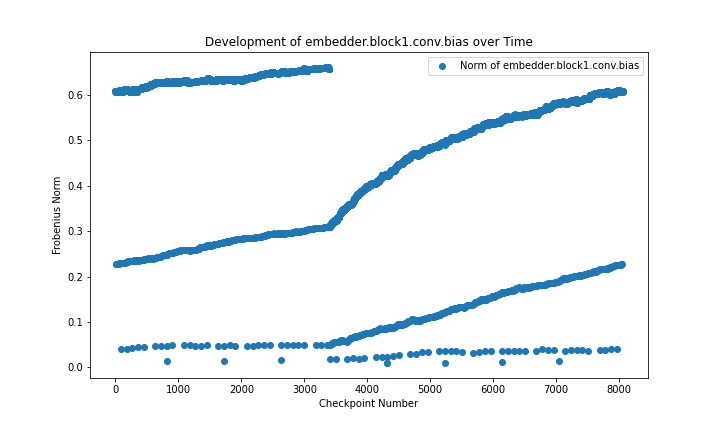 Development of embedder.block1.conv.bias over Time
Norm of embedder.block1.conv.bias
Frobenius Norm
0.6
0.5
0.4
0.3
0.2
0.1
0.0
0 1000 2000 3000 4000 5000 6000 7000 8000
Checkpoint Number